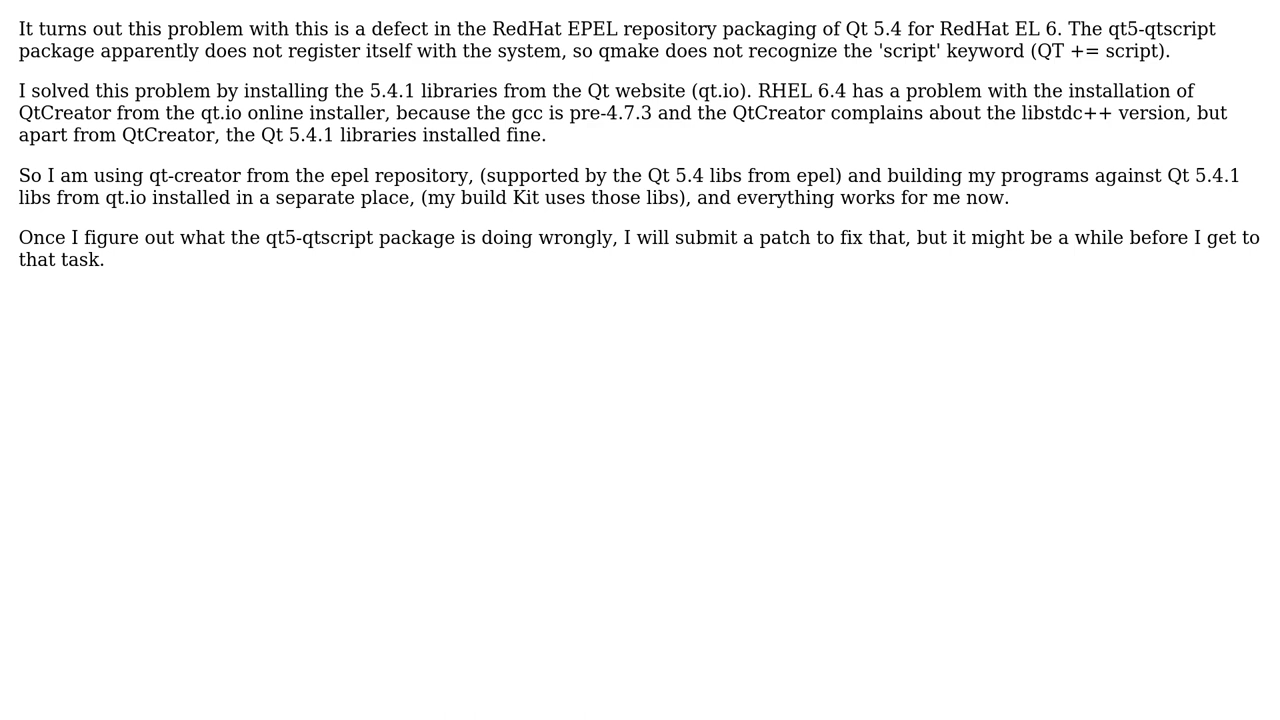 It turns out this problem with this is a defect in the RedHat EPEL repository packaging of Qt 5.4 for RedHat EL 6. The qt5-qtscript
package apparently does not register itself with the system, so qmake does not recognize the 'script' keyword (QT += script).
I solved this problem by installing the 5.4.1 libraries from the Qt website (qt.io). RHEL 6.4 has a problem with the installation of
QtCreator from the qt.io online installer, because the gcc is pre-4.7.3 and the QtCreator complains about the libstdc++ version, but
apart from QtCreator, the Qt 5.4.1 libraries installed fine.
So I am using qt-creator from the epel repository, (supported by the Qt 5.4 libs from epel) and building my programs against Qt 5.4.1
libs from qt.io installed in a separate place, (my build Kit uses those libs), and everything works for me now.
Once I figure out what the qt5-qtscript package is doing wrongly, I will submit a patch to fix that, but it might be a while before I get to
that task.